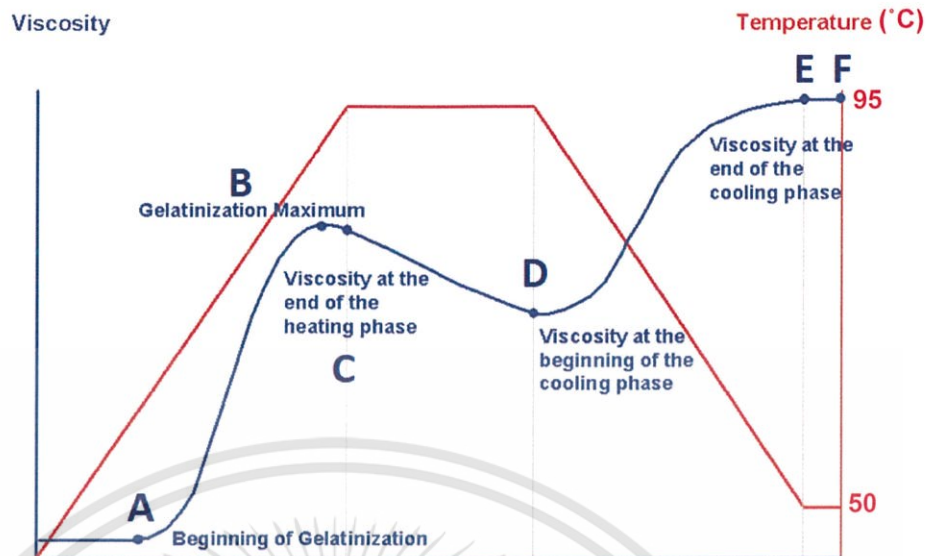 Viscosity
Temperature (°C)
E F
95
Viscosity at the
end of the
cooling phase
B
Gelatinization Maximum
Viscosity at the
end of the
heating phase
C
D
Viscosity at the
beginning of the
cooling phase
50
A
Beginning of Gelatinization